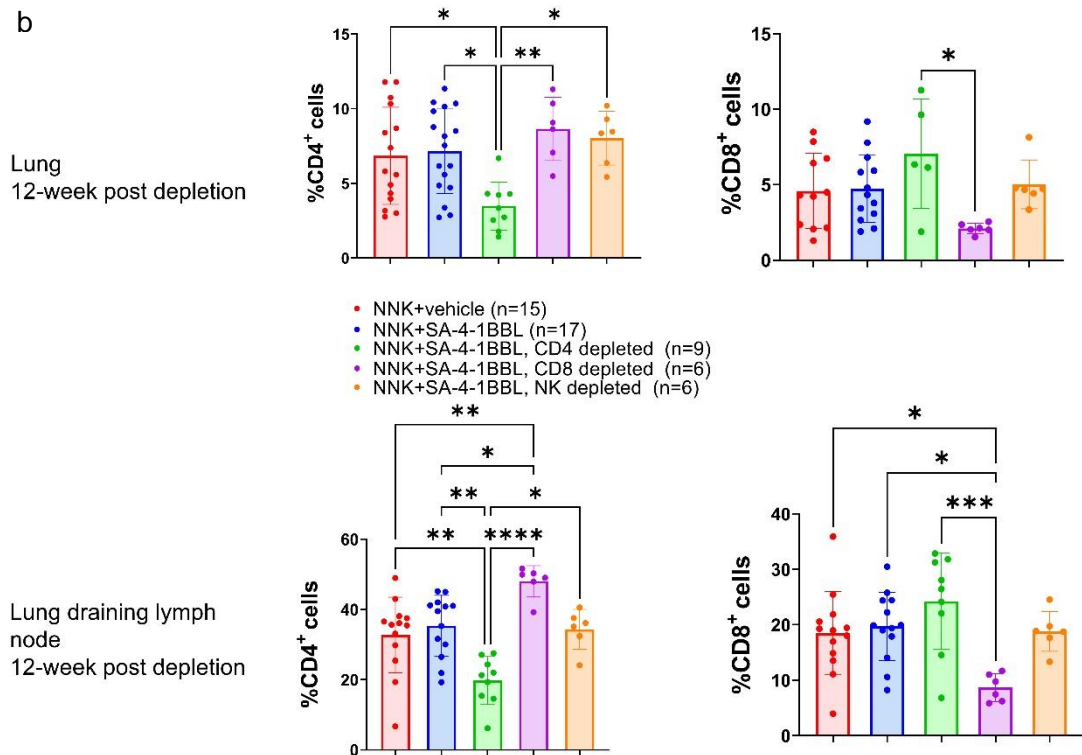 b
Lung
12-week post depletion
%CD4+ cells
15
10
5
0
*
*
*
**
%CD8+ cells
15
10
5
0
*
NNK+vehicle (n=15)
NNK+SA-4-1BBL (n=17)
NNK+SA-4-1BBL, CD4 depleted (n=9)
NNK+SA-4-1BBL, CD8 depleted (n=6)
NNK+SA-4-1BBL, NK depleted (n=6)
Lung draining lymph
node
12-week post depletion
%CD4+ cells
60
40
20
0
**
*
**
*
**
****
%CD8+ cells
40
30
20
10
0
*
*
***